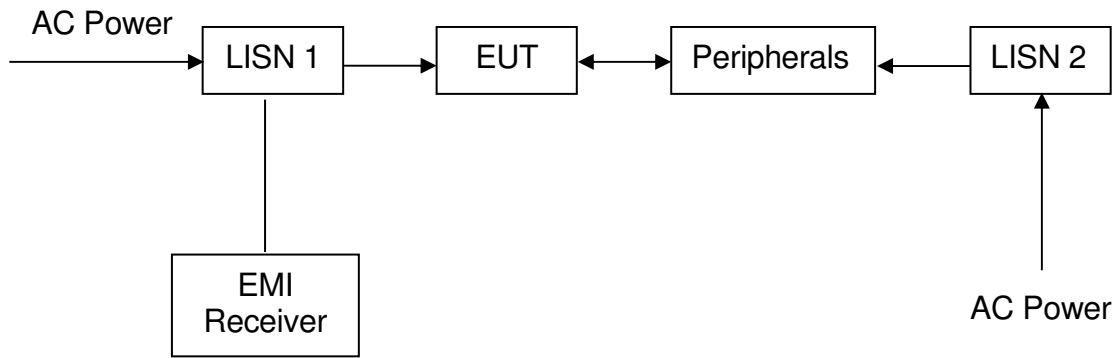 AC Power
LISN 1
EUT
Peripherals
LISN 2
EMI
Receiver
AC Power